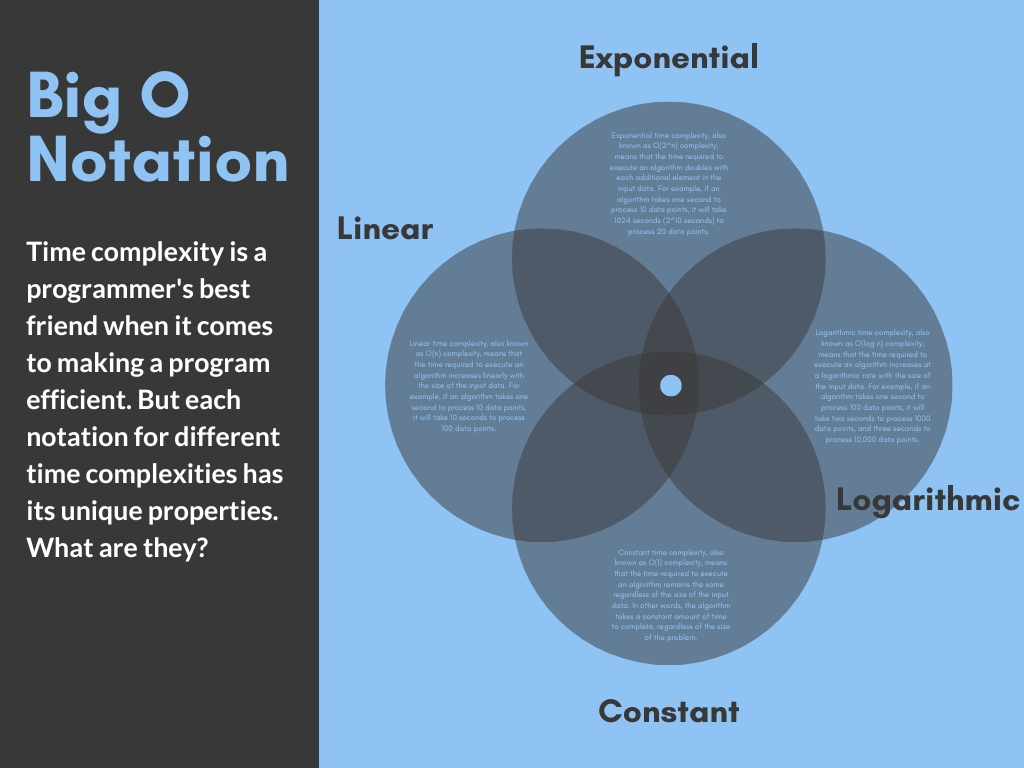 Big O
Notation
Time complexity is a
programmer's best
friend when it comes
to making a program
efficient. But each
notation for different
time complexities has
its unique properties.
What are they?
Exponential
Exponential time complexity, also
known as O(2^n) complexity,
means that the time required to
execute an algorithm doubles with
each additional element in the
input data. For example, if an
algorithm takes one second to
process 10 data points, it will take
1024 seconds (2^10 seconds) to
process 20 data points.
Linear
Linear time complexity, also known
as O(n) complexity, means that
the time required to execute an
algorithm increases linearly with
the size of the input data. For
example, if an algorithm takes one
second to process 10 data points,
it will take 10 seconds to process
100 data points.
Logarithmic time complexity, also
known as O(log n) complexity,
means that the time required to
execute an algorithm increases at
a logarithmic rate with the size of
the input data. For example, if an
algorithm takes one second to
process 100 data points, it will
take two seconds to process 1000
data points, and three seconds to
process 10,000 data points.
Logarithmic
Constant time complexity, also
known as O(1) complexity, means
that the time required to execute
an algorithm remains the same
regardless of the size of the input
data. In other words, the algorithm
takes a constant amount of time
to complete, regardless of the size
of the problem.
Constant